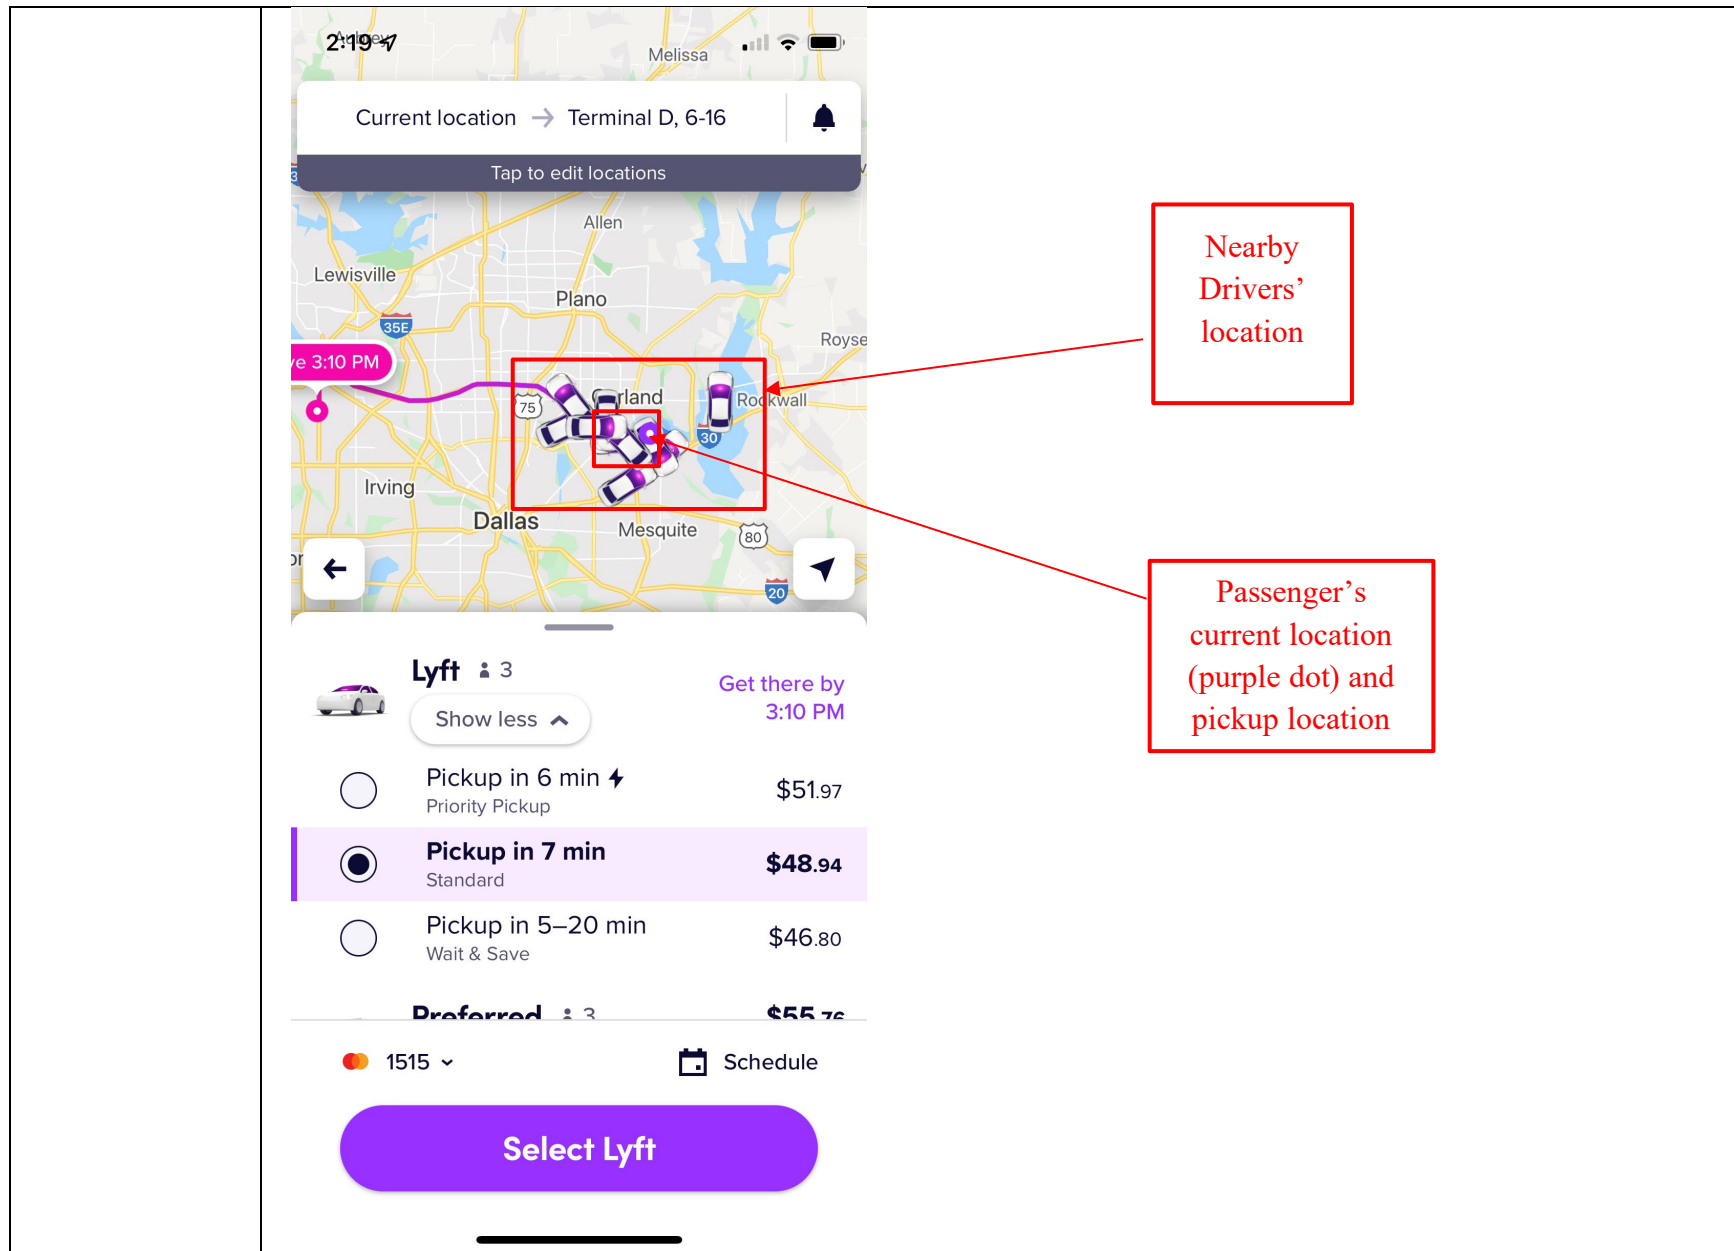 2:19
Melissa
Current location → Terminal D, 6-16
Tap to edit locations
Allen
Lewisville
Plano
35E
Royse
3:10 PM
75
Rockwall
30
Irving
Dallas
Mesquite
80
20
Nearby
Drivers’
location
Passenger’s
current location
(purple dot) and
pickup location
Lyft 3
Get there by
3:10 PM
Show less
Pickup in 6 min
Priority Pickup
$51.97
Pickup in 7 min
Standard
$48.94
Pickup in 5–20 min
Wait & Save
$46.80
Preferred 3
$55.76
1515
Schedule
Select Lyft